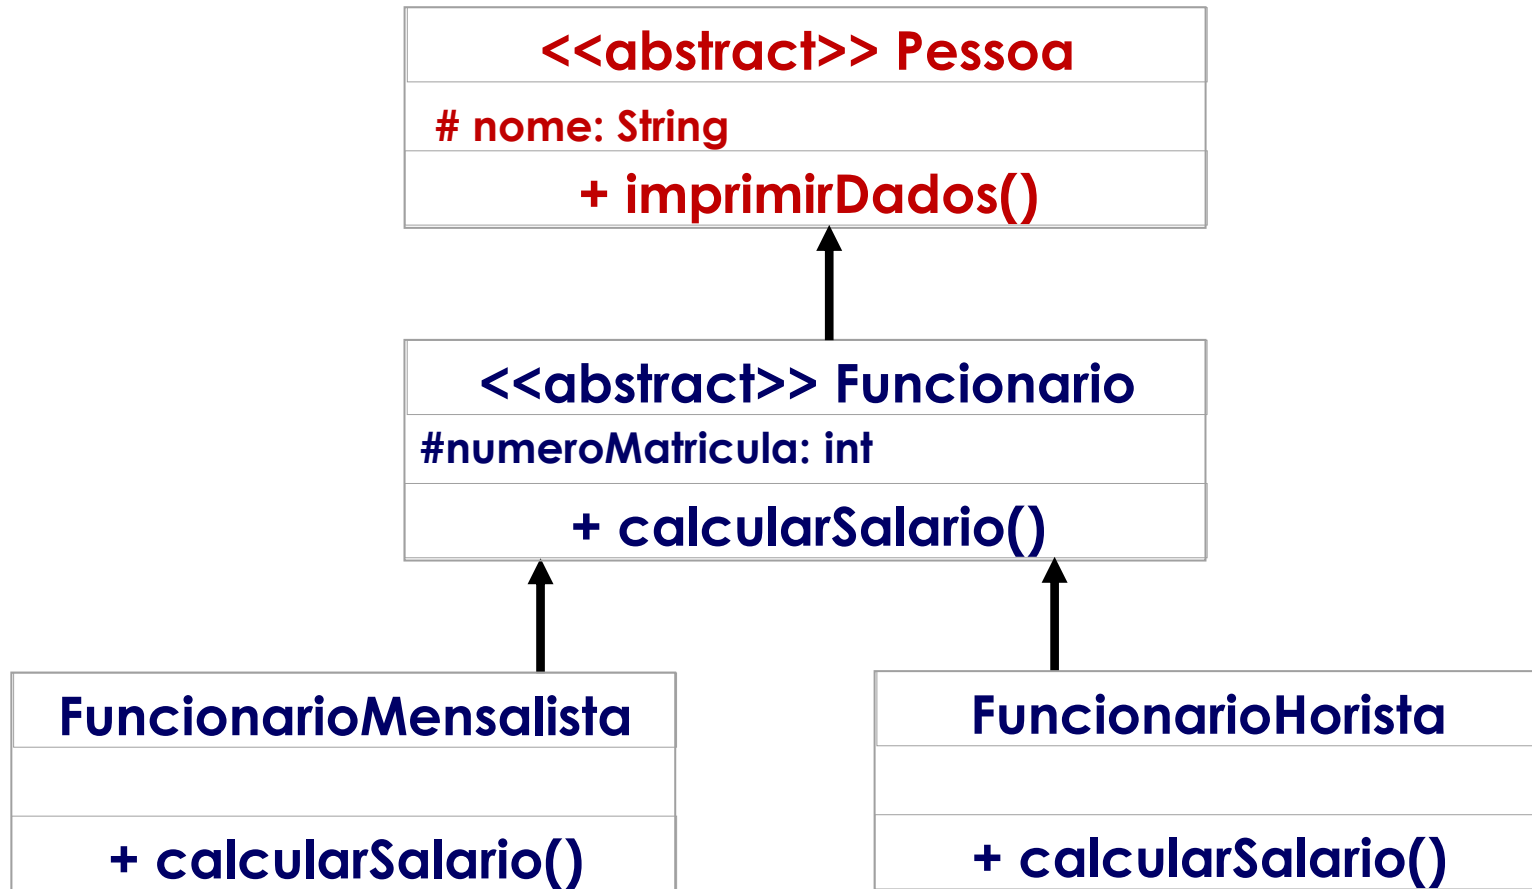 <<abstract>> Pessoa
# nome: String
+ imprimirDados()
<<abstract>> Funcionario
#numeroMatricula: int
+ calcularSalario()
FuncionarioMensalista
+ calcularSalario()
FuncionarioHorista
+ calcularSalario()